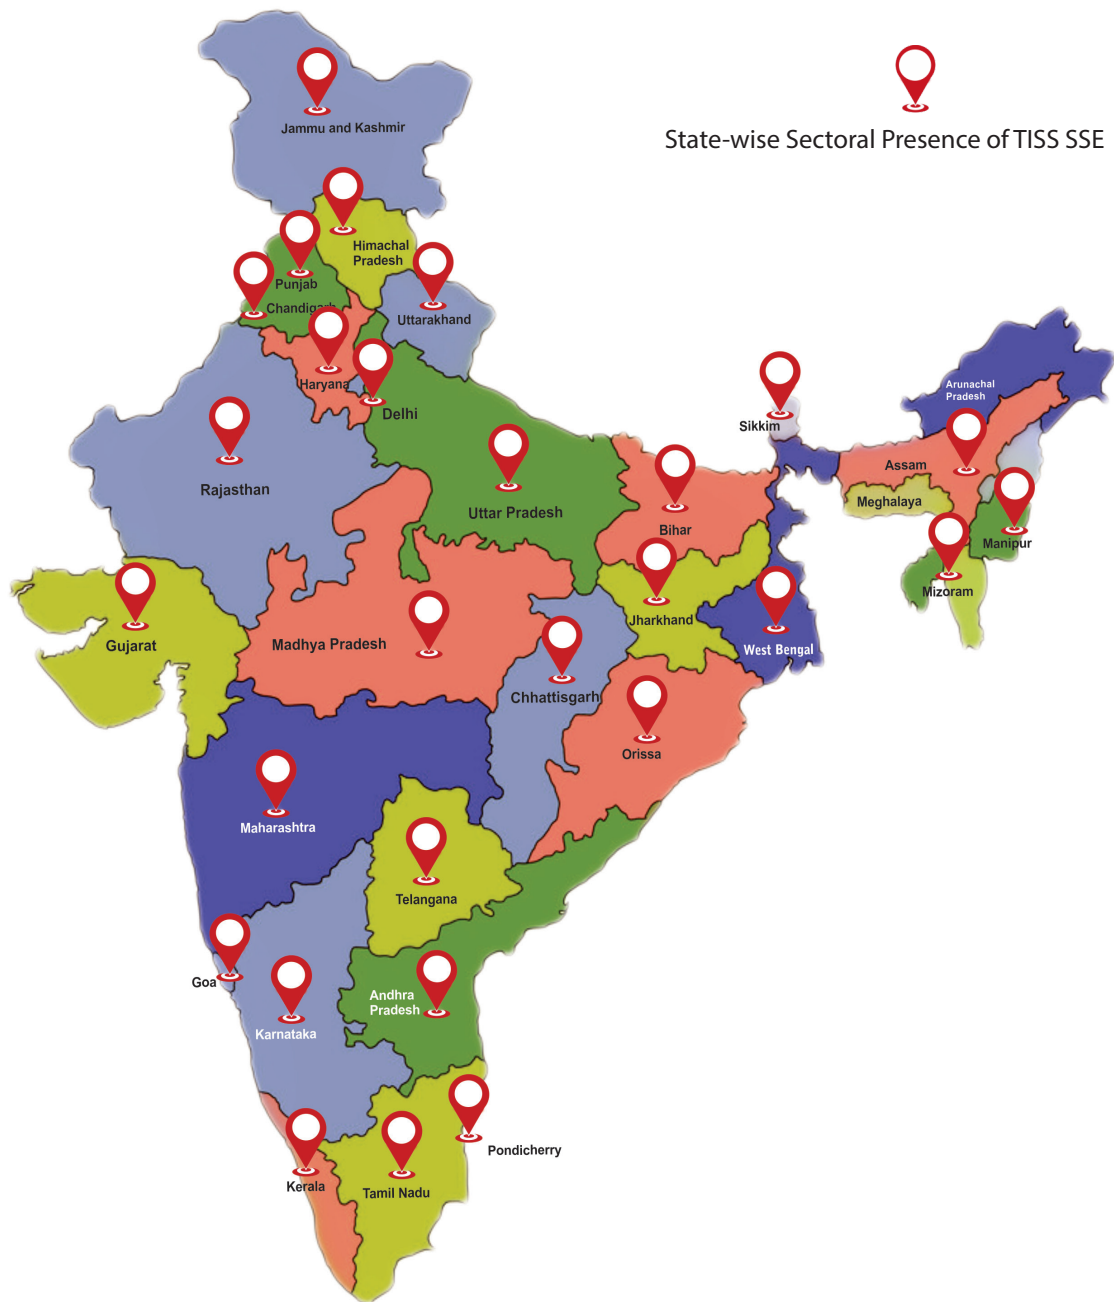 State-wise Sectoral Presence of TISS SSE
Jammu and Kashmir
Himachal
Pradesh
Punjab
Chandigarh
Uttarakhand
Haryana
Delhi
Rajasthan
Uttar Pradesh
Bihar
Sikkim
Arunachal
Pradesh
Assam
Meghalaya
Manipur
Mizoram
Gujarat
Madhya Pradesh
Jharkhand
West Bengal
Chhattisgarh
Orissa
Maharashtra
Telangana
Goa
Karnataka
Andhra
Pradesh
Pondicherry
Kerala
Tamil Nadu